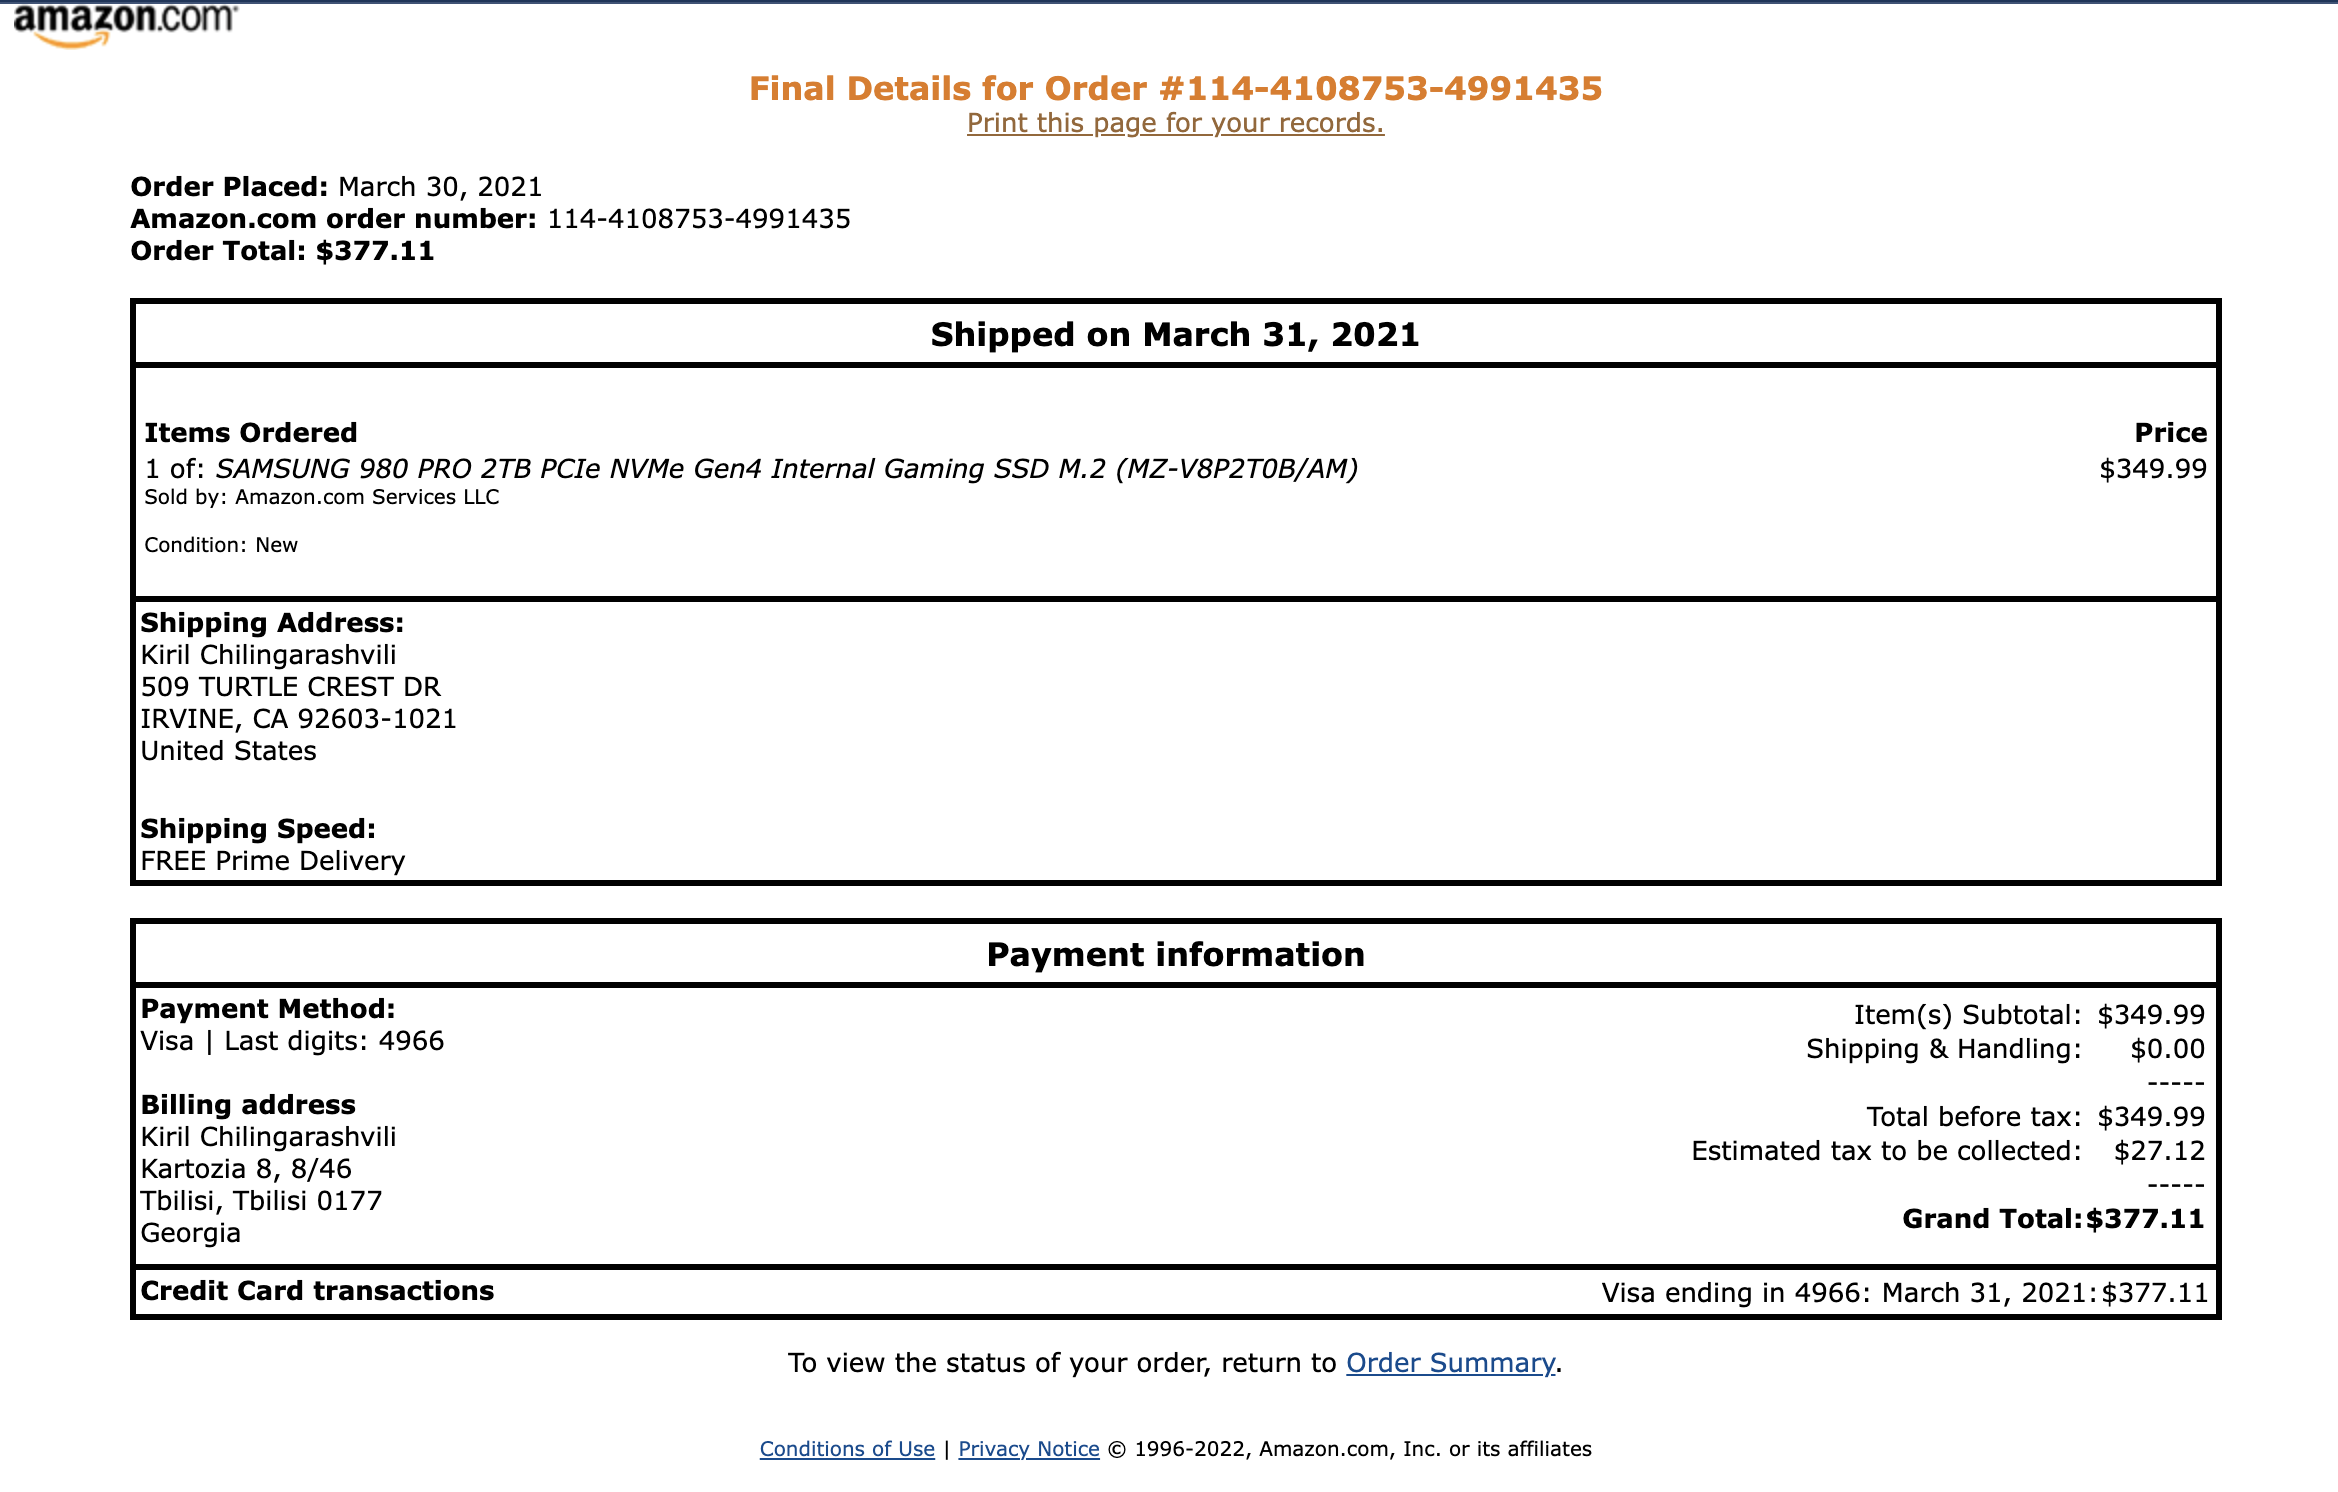 amazon.com
Final Details for Order #114-4108753-4991435
Print this page for your records.
Order Placed: March 30, 2021
Amazon.com order number: 114-4108753-4991435
Order Total: $377.11
Shipped on March 31, 2021
Items Ordered Price
1 of: SAMSUNG 980 PRO 2TB PCIe NVMe Gen4 Internal Gaming SSD M.2 (MZ-V8P2T0B/AM) $349.99
Sold by: Amazon.com Services LLC
Condition: New
Shipping Address:
Kiril Chilingarashvili
509 TURTLE CREST DR
IRVINE, CA 92603-1021
United States
Shipping Speed:
FREE Prime Delivery
Payment information
Payment Method:
Visa | Last digits: 4966
Billing address
Kiril Chilingarashvili
Kartozia 8, 8/46
Tbilisi, Tbilisi 0177
Georgia
Item(s) Subtotal: $349.99
Shipping & Handling: $0.00
-----
Total before tax: $349.99
Estimated tax to be collected: $27.12
-----
Grand Total: $377.11
Credit Card transactions Visa ending in 4966: March 31, 2021: $377.11
To view the status of your order, return to Order Summary.
Conditions of Use | Privacy Notice © 1996-2022, Amazon.com, Inc. or its affiliates